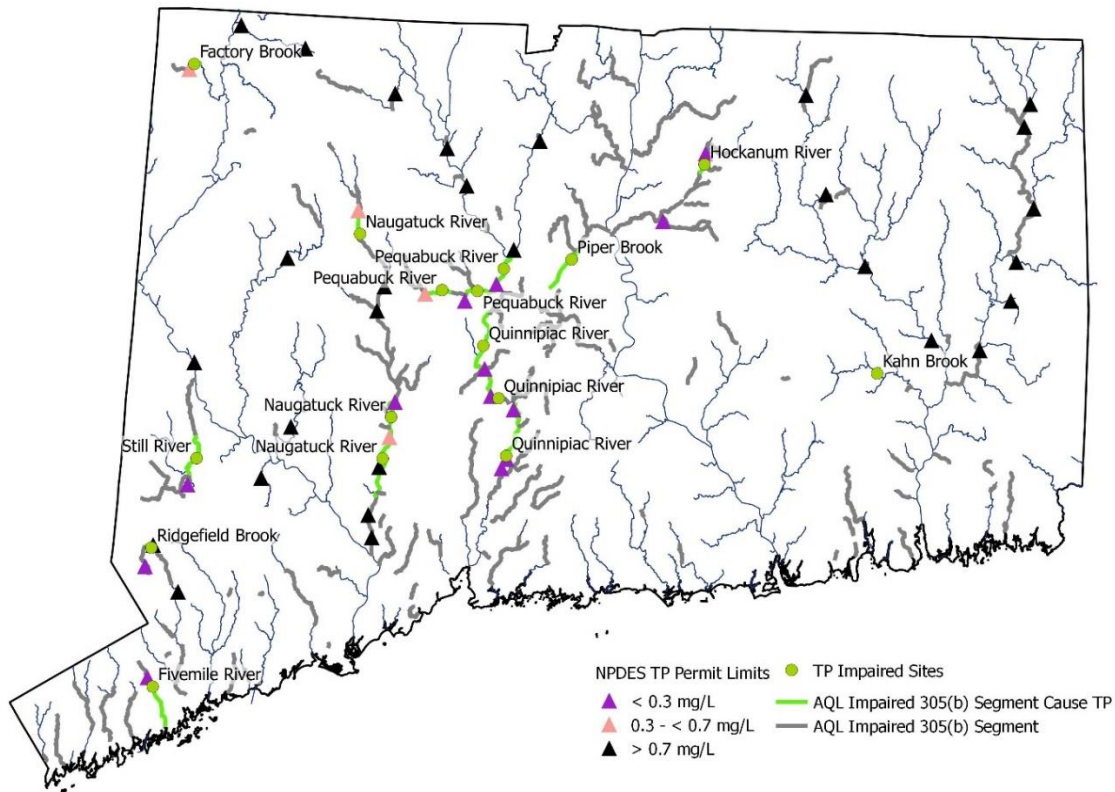 Factory Brook
Hockanum River
Naugatuck River
Piper Brook
Pequabuck River
Pequabuck River
Pequabuck River
Quinnipiac River
Kahn Brook
Quinnipiac River
Naugatuck River
Still River
Naugatuck River
Quinnipiac River
Ridgefield Brook
Fivemile River
NPDES TP Permit Limits
< 0.3 mg/L
0.3 - < 0.7 mg/L
> 0.7 mg/L
TP Impaired Sites
AQL Impaired 305(b) Segment Cause TP
AQL Impaired 305(b) Segment